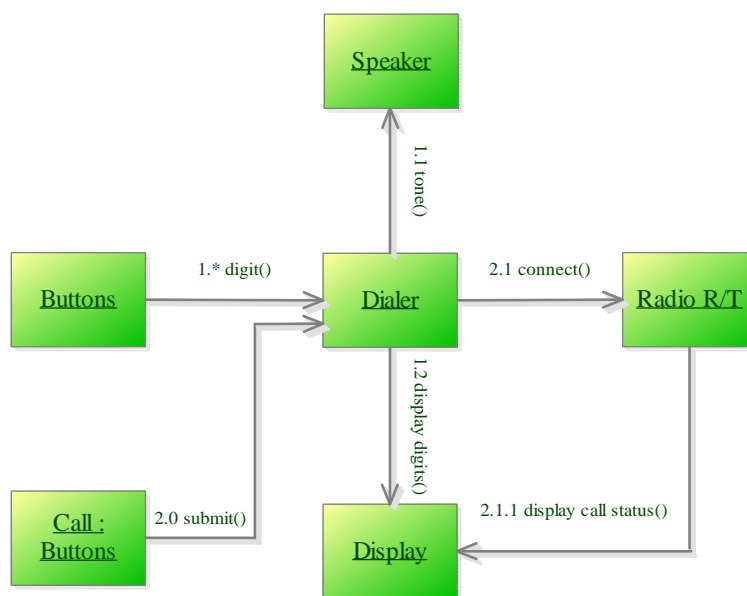 Speaker
1.1 tone()
Buttons
1.* digit()
Dialer
2.1 connect()
Radio R/T
1.2 display
digits()
Call :
Buttons
2.0 submit()
Display
2.1.1 display call status()